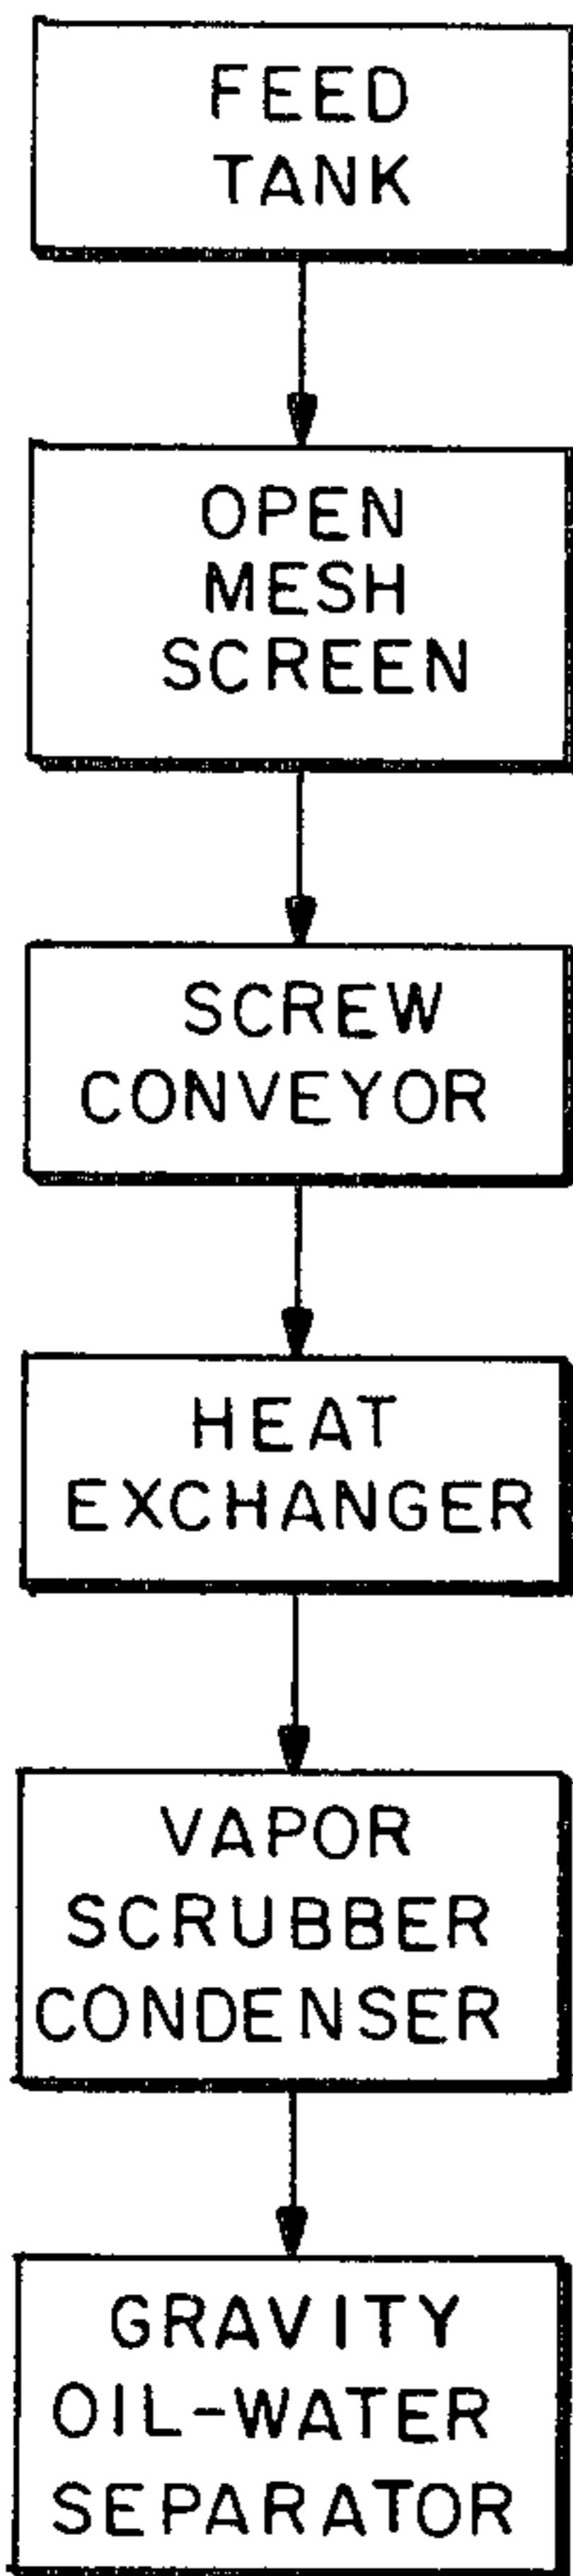 FEED
TANK
OPEN
MESH
SCREEN
SCREW
CONVEYOR
HEAT
EXCHANGER
VAPOR
SCRUBBER
CONDENSER
GRAVITY
OIL-WATER
SEPARATOR